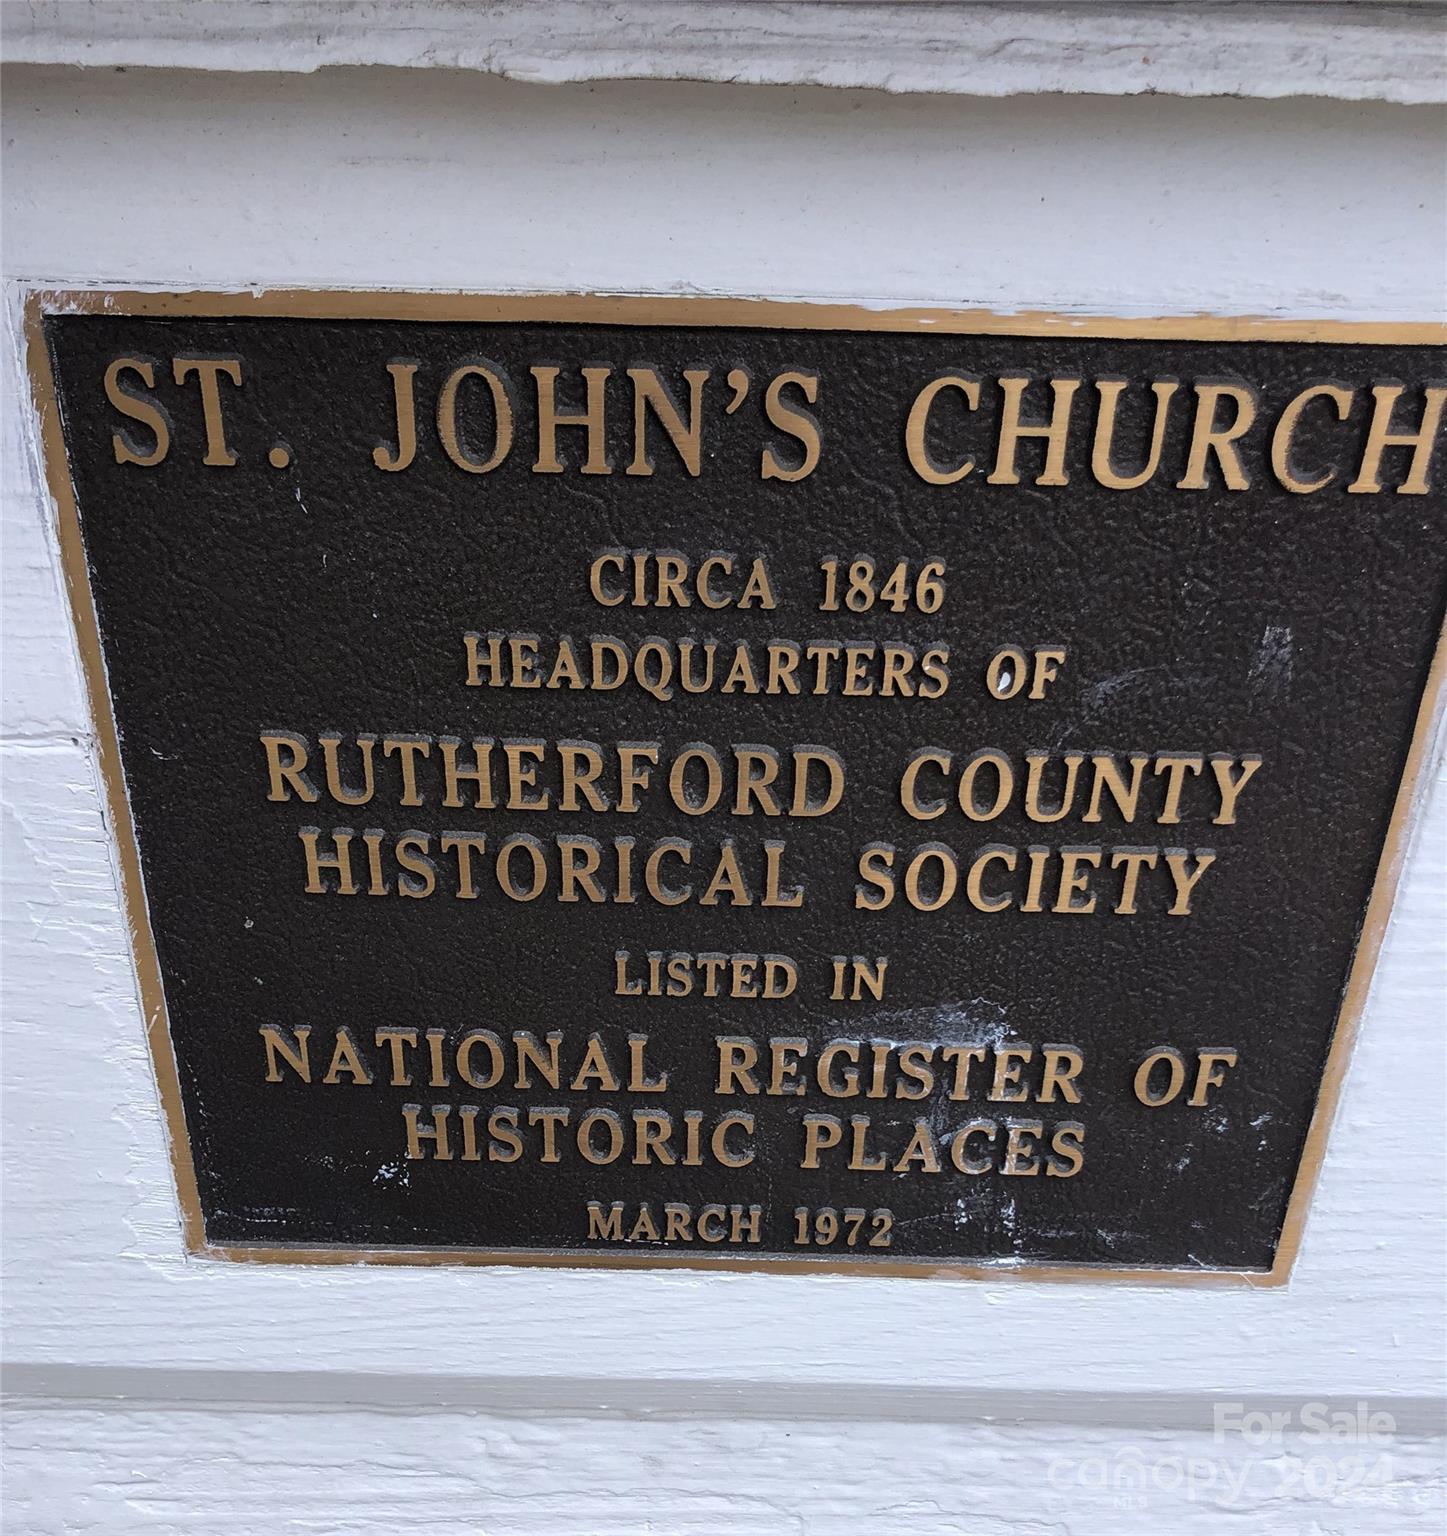 ST. JOHN'S CHURCH
CIRCA 1846
HEADQUARTERS OF
RUTHERFORD COUNTY
HISTORICAL SOCIETY
LISTED IN
NATIONAL REGISTER OF
HISTORIC PLACES
MARCH 1972
For Sale
canopy 2024
MLS